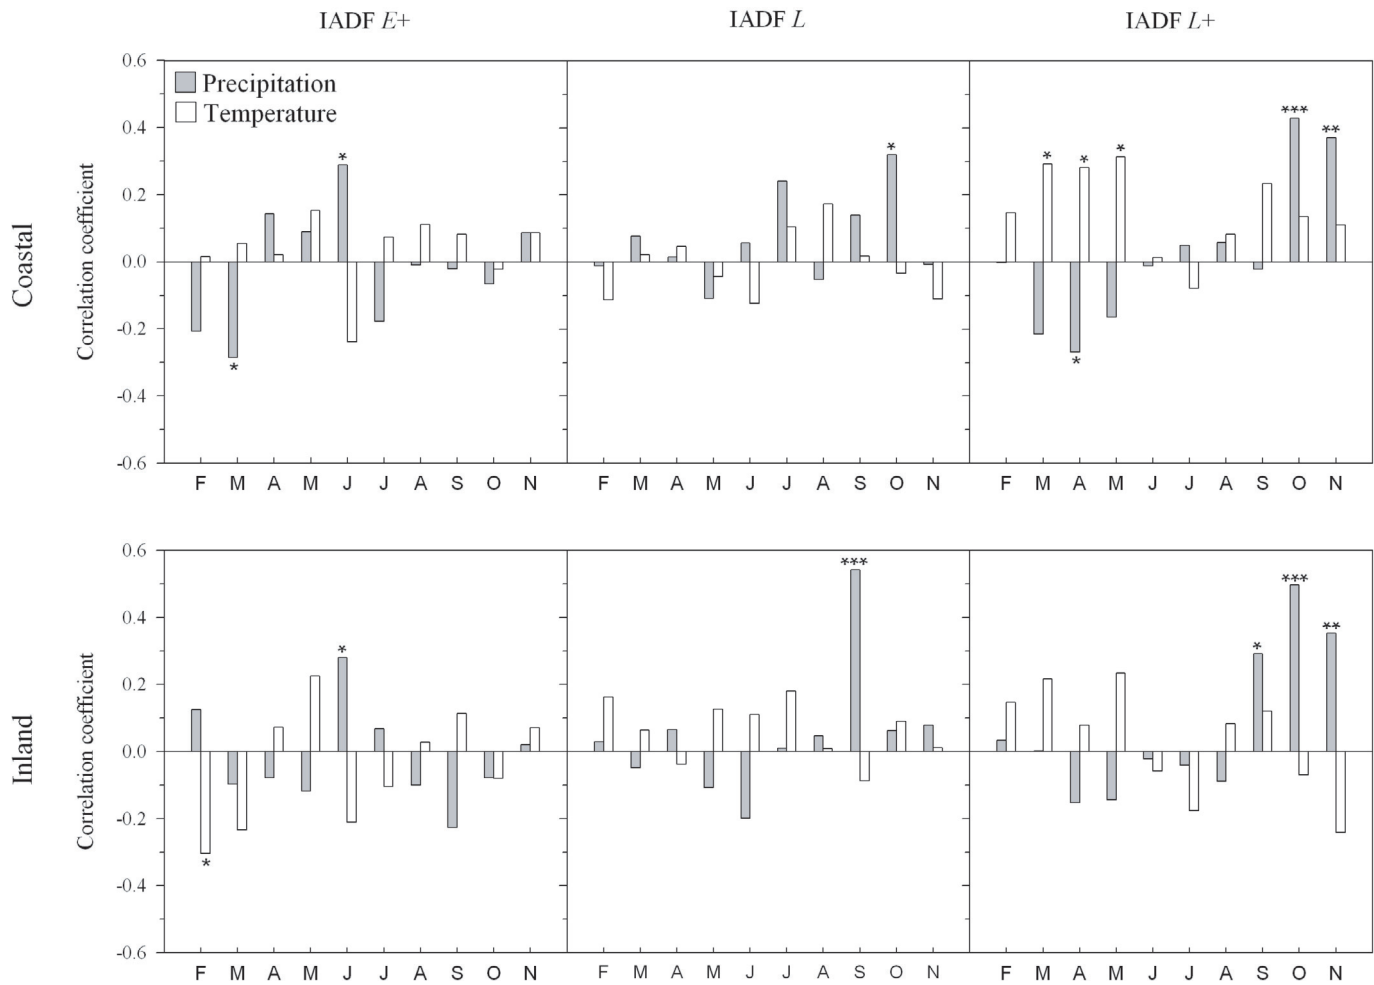 IADF E+ IADF L IADF L+
Coastal
Correlation coefficient
Precipitation
Temperature
0.6
0.4
0.2
0.0
-0.2
-0.4
-0.6
* * * * * * *** ** *
F M A M J J A S O N F M A M J J A S O N F M A M J J A S O N
Inland
Correlation coefficient
0.6
0.4
0.2
0.0
-0.2
-0.4
-0.6
* * *** * *** **
F M A M J J A S O N F M A M J J A S O N F M A M J J A S O N